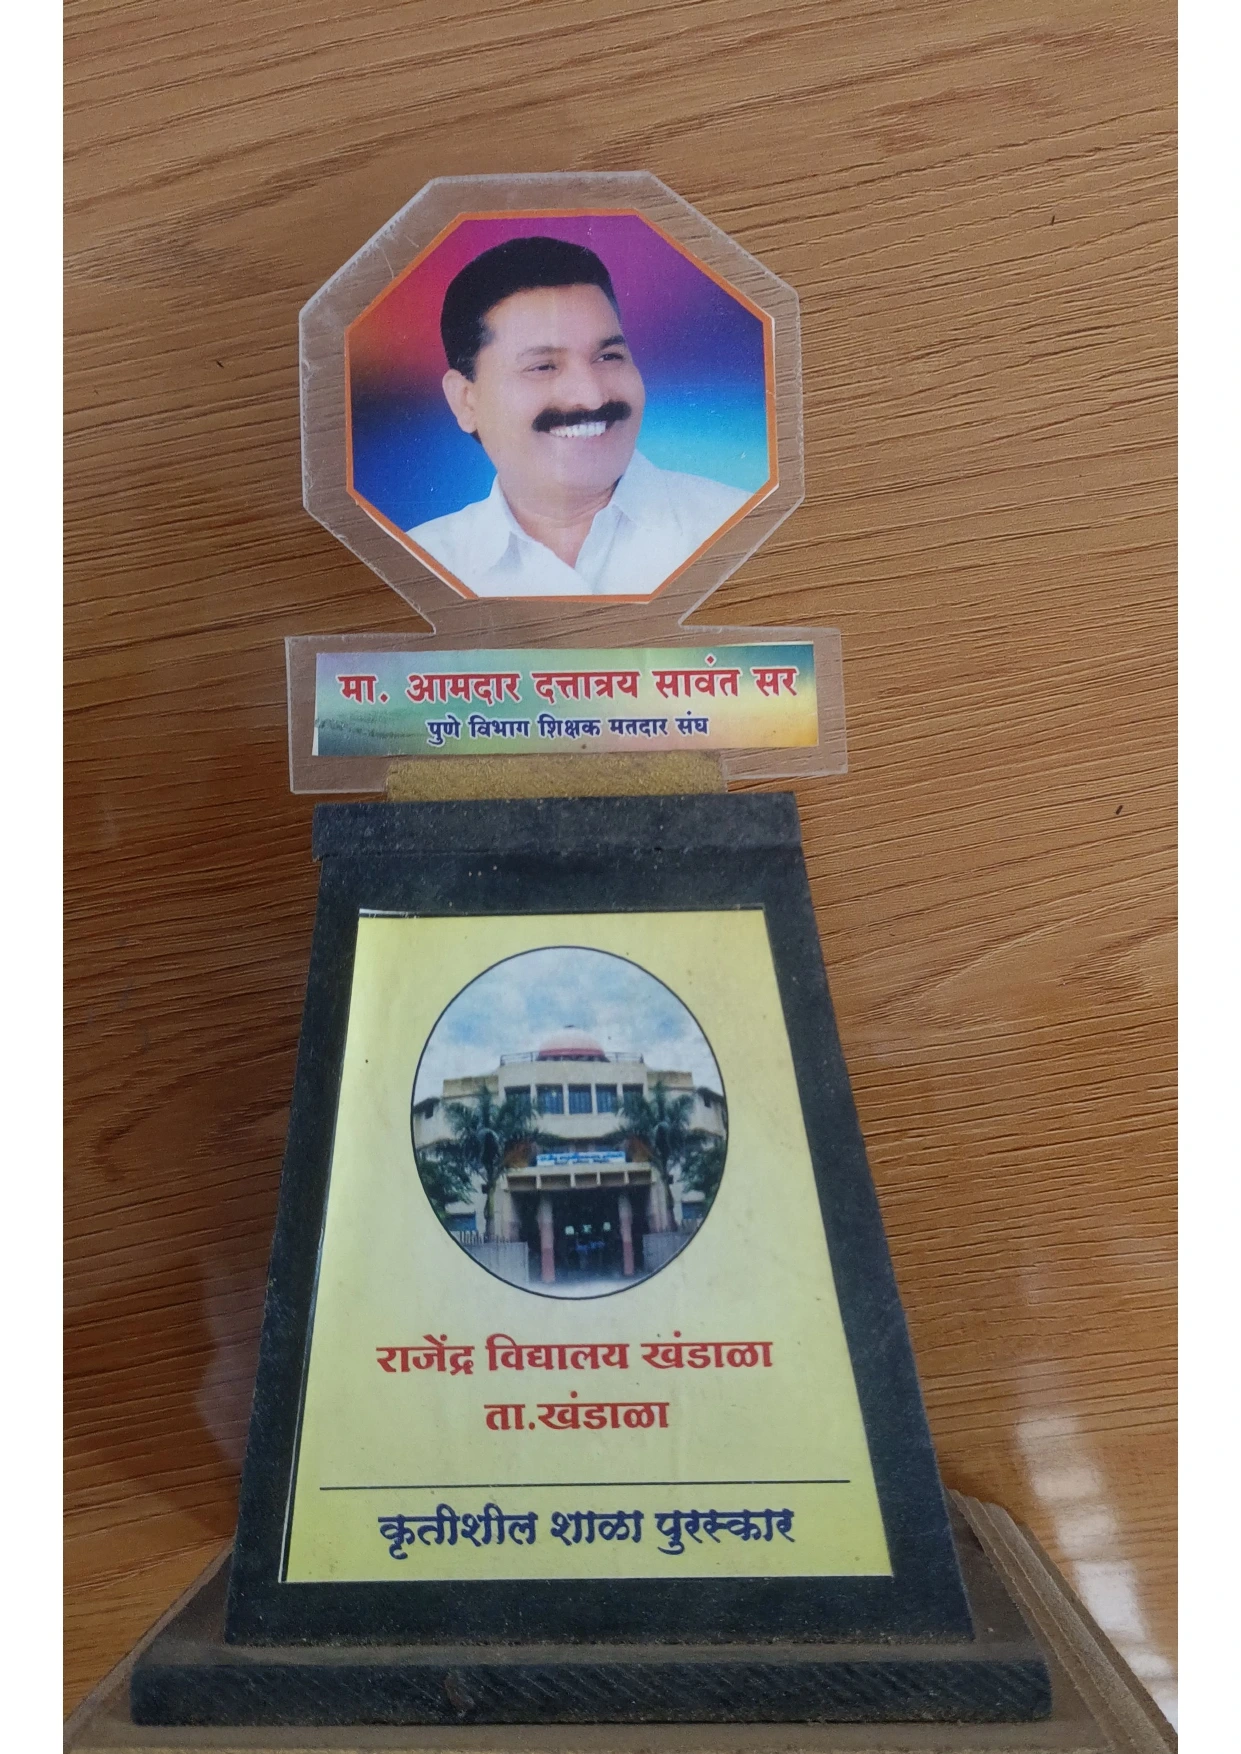 मा. आमदार दत्तात्रय सावंत सर
पुणे विभाग शिक्षक मतदार संघ
राजेंद्र विद्यालय खंडाळा
ता.खंडाळा
कृतीशील शाळा पुरस्कार